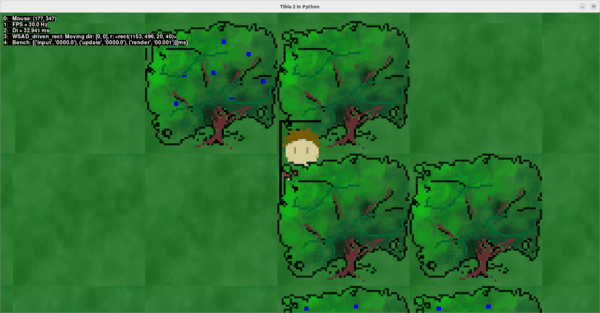 Tibia 2 in Python
0: Mouse: (177, 347)
1: FPS = 30.0 Hz
2: Dt = 32.941 ms
3: WSAD_driven_rect: Moving dir: [0, 0], r: <rect(1153, 496, 20, 40)>
4: Bench: [('input', '0000.0'), ('update', '0000.0'), ('render', '00.001')][ms]